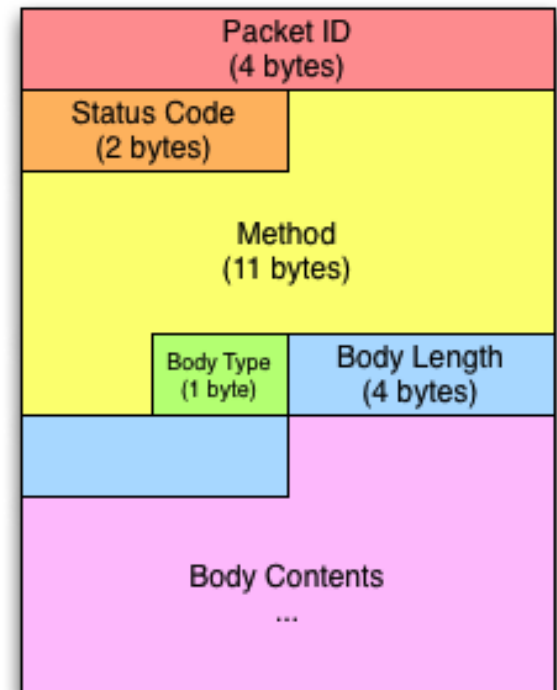 Packet ID
(4 bytes)
Status Code
(2 bytes)
Method
(11 bytes)
Body Type
(1 byte)
Body Length
(4 bytes)
Body Contents
...